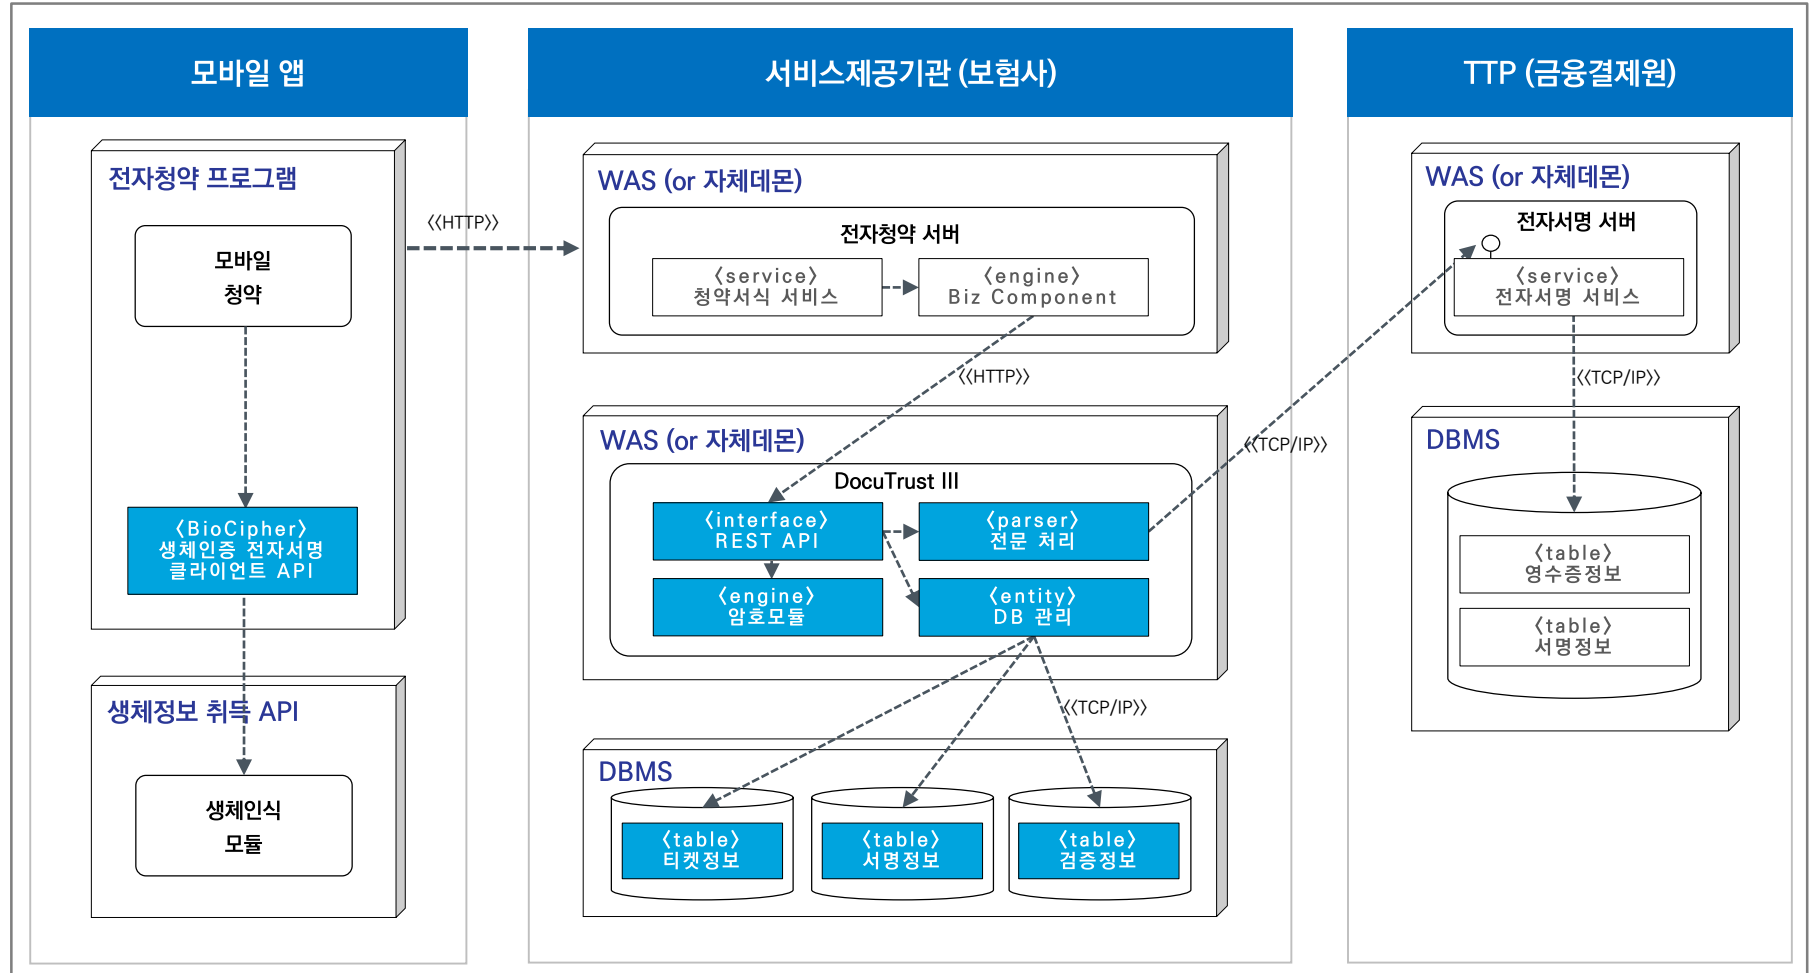 모바일 앱
전자청약 프로그램
모바일
청약
〈BioCipher〉
생체인증 전자서명
클라이언트 API
생체정보 취득 API
생체인식
모듈
〈〈HTTP〉〉
서비스제공기관 (보험사)
WAS (or 자체데몬)
전자청약 서버
〈service〉
청약서식 서비스
〈engine〉
Biz Component
〈〈HTTP〉〉
WAS (or 자체데몬)
DocuTrust III
〈interface〉
REST API
〈parser〉
전문 처리
〈engine〉
암호모듈
〈entity〉
DB 관리
〈〈TCP/IP〉〉
DBMS
〈table〉
티켓정보
〈table〉
서명정보
〈table〉
검증정보
〈〈TCP/IP〉〉
TTP (금융결제원)
WAS (or 자체데몬)
전자서명 서버
〈service〉
전자서명 서비스
〈〈TCP/IP〉〉
DBMS
〈table〉
영수증정보
〈table〉
서명정보